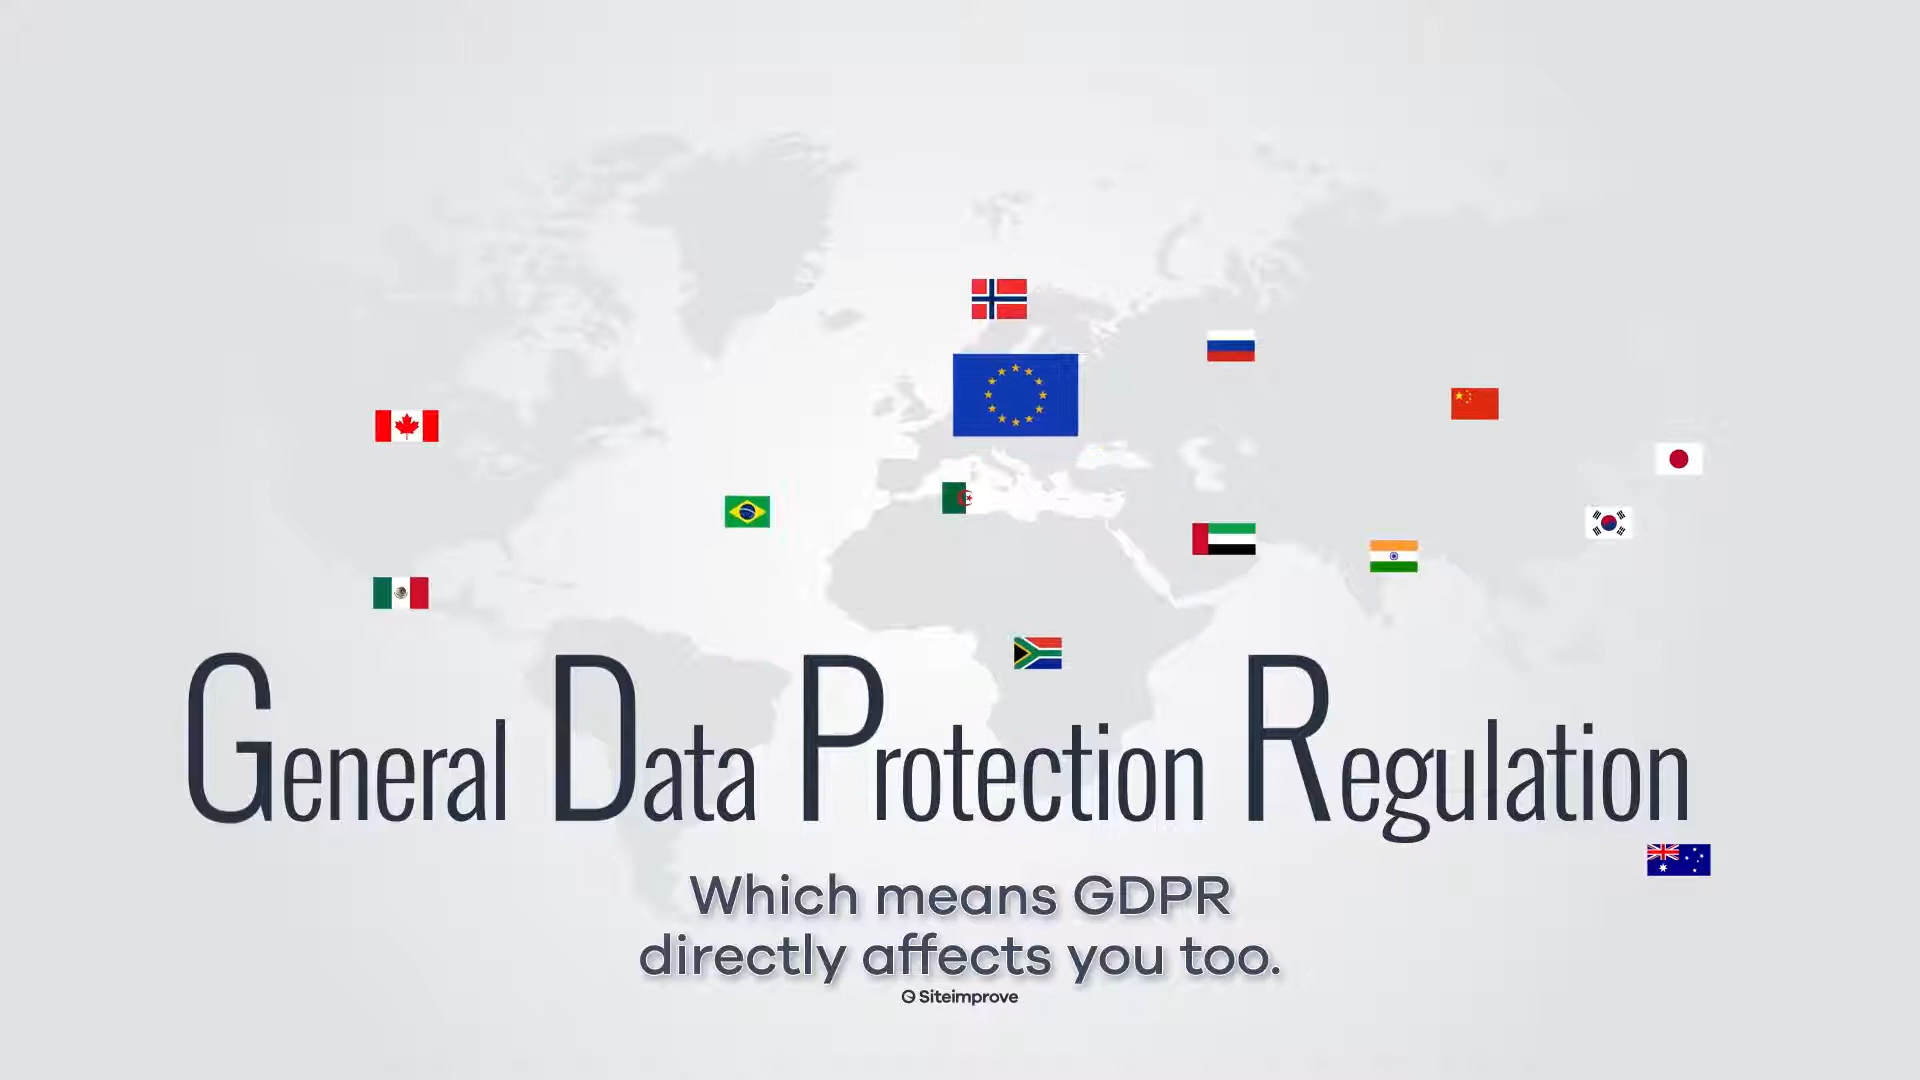 General Data Protection Regulation
Which means GDPR
directly affects you too.
Siteimprove